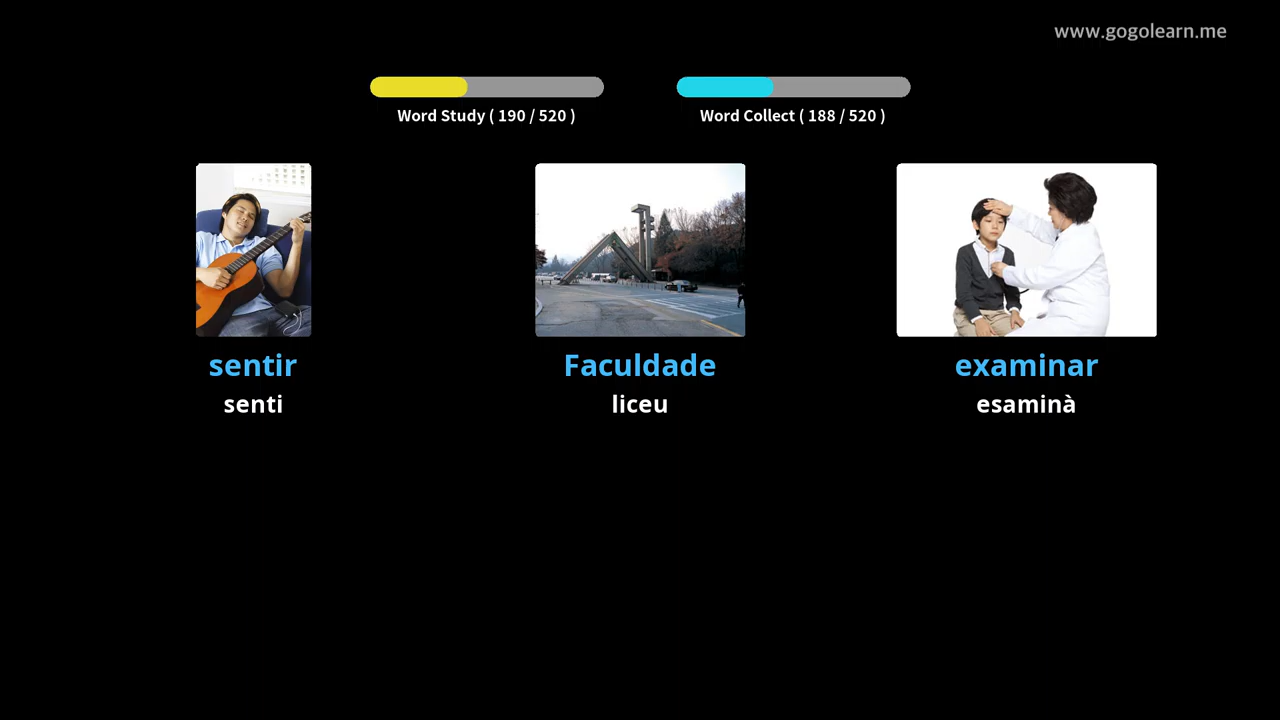 www.gogolearn.me
Word Study ( 190 / 520 )
Word Collect ( 188 / 520 )
sentir
senti
Faculdade
liceu
examinar
esaminà